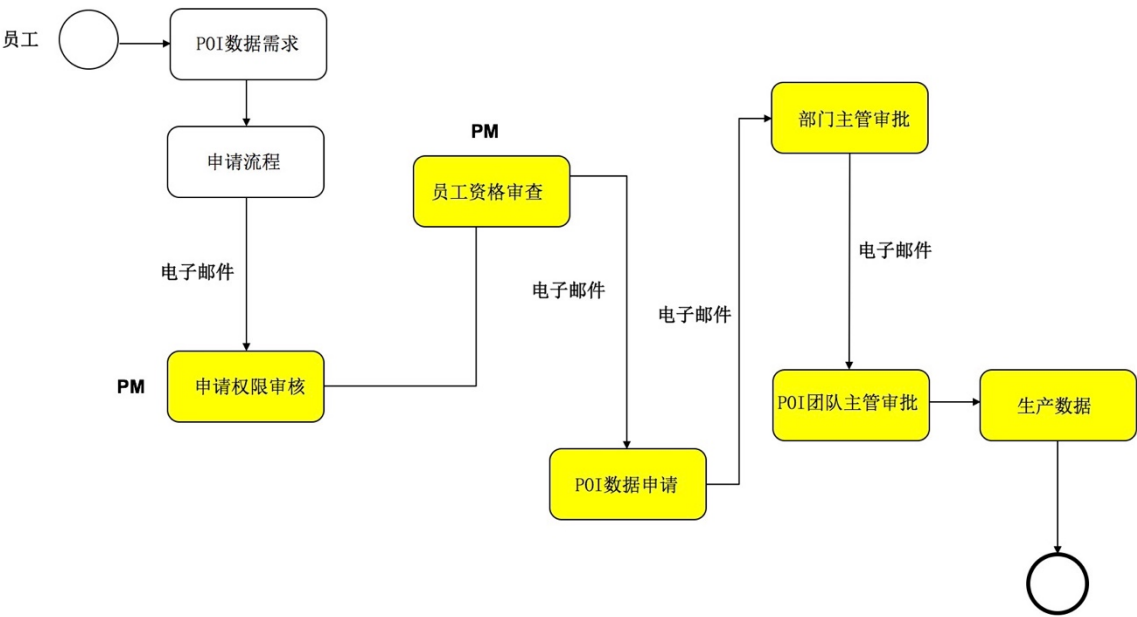 员工
POI数据需求
申请流程
电子邮件
PM
申请权限审核
PM
员工资格审查
电子邮件
POI数据申请
电子邮件
部门主管审批
电子邮件
POI团队主管审批
生产数据